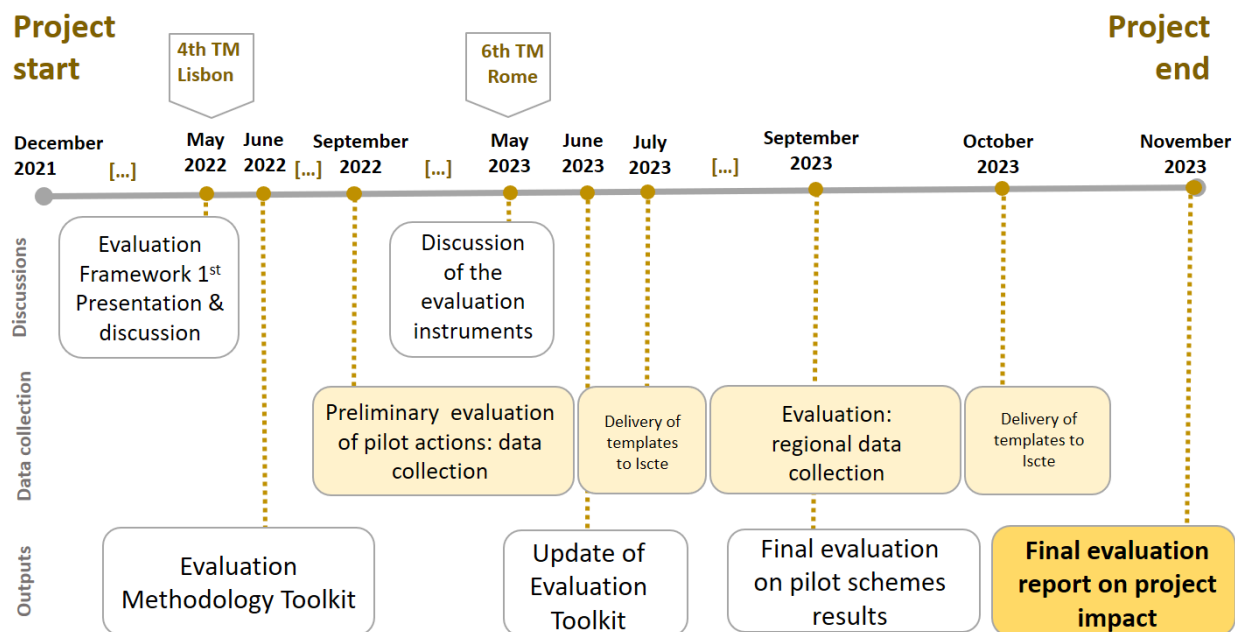 Project
start
4th TM
Lisbon
6th TM
Rome
Project
end
December
2021
[...]
May
2022
June
2022
[...]
September
2022
[...]
May
2023
June
2023
July
2023
[...]
September
2023
October
2023
November
2023
Discussions
Evaluation
Framework 1st
Presentation &
discussion
Discussion
of the
evaluation
instruments
Data collection
Preliminary evaluation
of pilot actions: data
collection
Delivery of
templates
to Iscte
Evaluation:
regional data
collection
Delivery of
templates to
Iscte
Outputs
Evaluation
Methodology Toolkit
Update of
Evaluation
Toolkit
Final evaluation
on pilot schemes
results
Final evaluation
report on project
impact